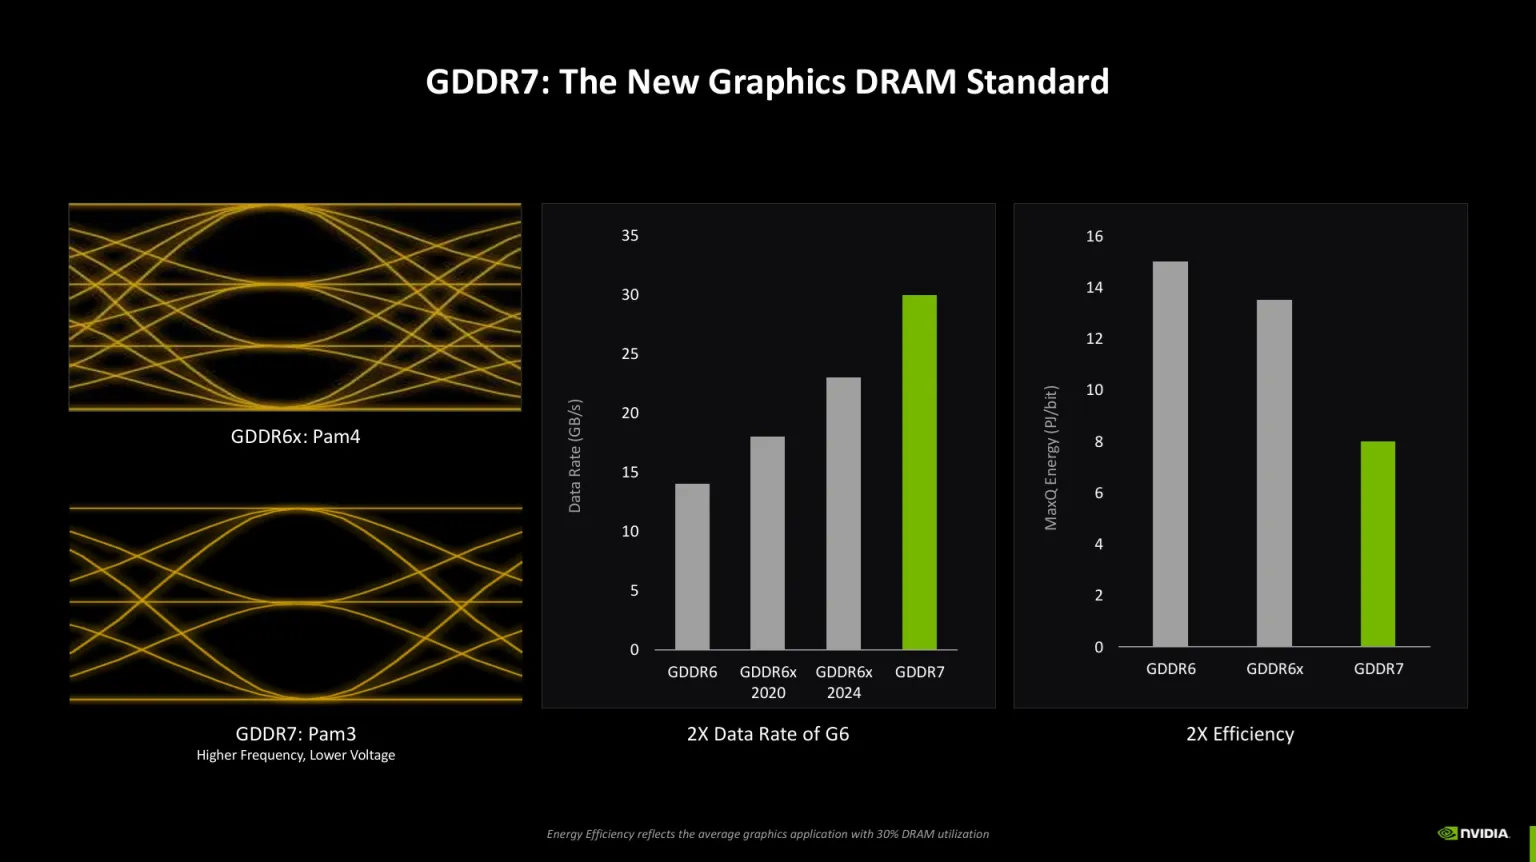 GDDR7: The New Graphics DRAM Standard
GDDR6x: Pam4
GDDR7: Pam3
Higher Frequency, Lower Voltage
Data Rate (GB/s)
35
30
25
20
15
10
5
0
GDDR6
GDDR6x
2020
GDDR6x
2024
GDDR7
2X Data Rate of G6
MaxQ Energy (PJ/bit)
16
14
12
10
8
6
4
2
0
GDDR6
GDDR6x
GDDR7
2X Efficiency
Energy Efficiency reflects the average graphics application with 30% DRAM utilization
NVIDIA